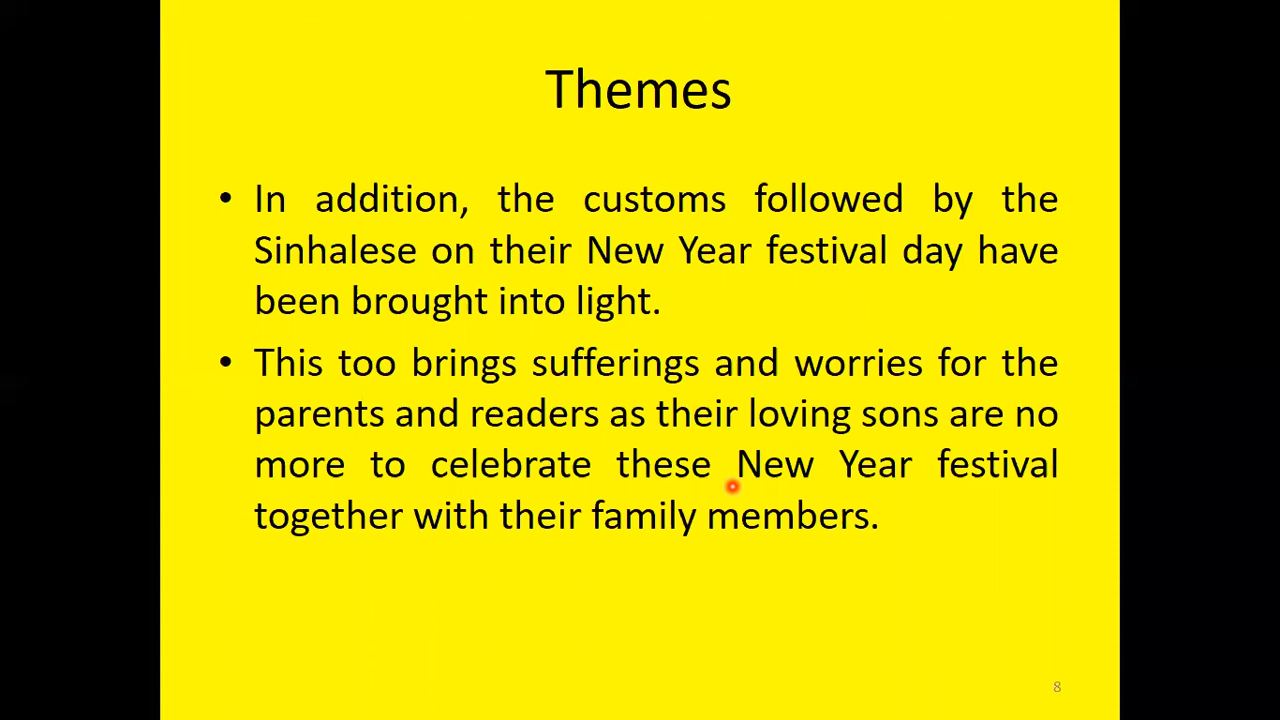 Themes
• In addition, the customs followed by the
Sinhalese on their New Year festival day have
been brought into light.
• This too brings sufferings and worries for the
parents and readers as their loving sons are no
more to celebrate these New Year festival
together with their family members.
8